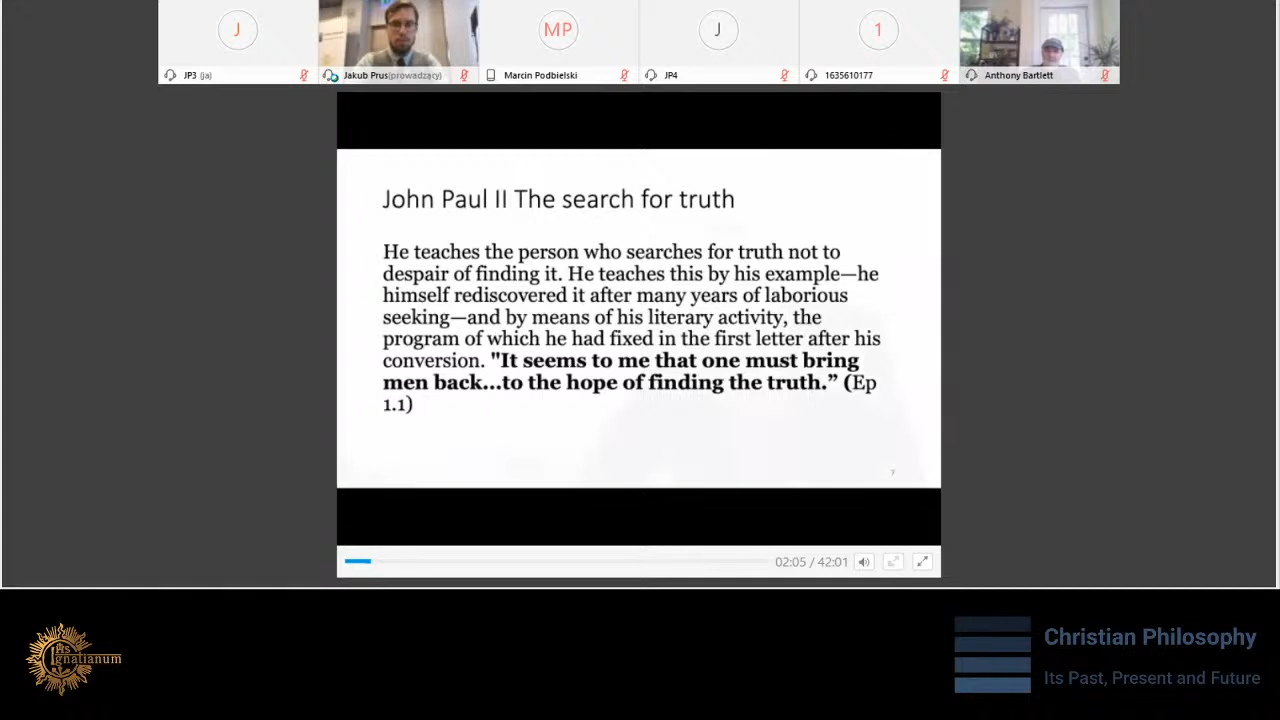 J
MP
J
1
JP3 (ja)
Jakub Prus(prowadzący)
Marcin Podbielski
JP4
1635610177
Anthony Bartlett
John Paul II The search for truth
He teaches the person who searches for truth not to
despair of finding it. He teaches this by his example—he
himself rediscovered it after many years of laborious
seeking—and by means of his literary activity, the
program of which he had fixed in the first letter after his
conversion. "It seems to me that one must bring
men back...to the hope of finding the truth.” (Ep
1.1)
7
02:05 / 42:01
Ignatianum
Christian Philosophy
Its Past, Present and Future